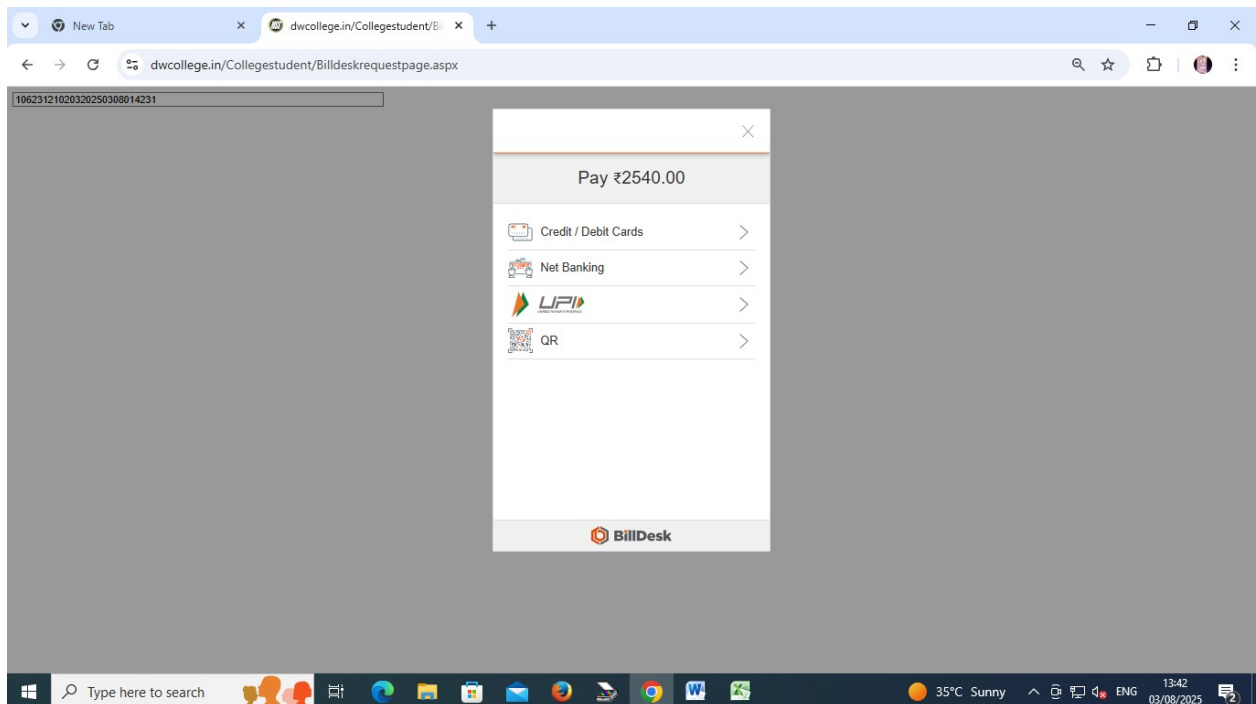 New Tab
dwcollege.in/Collegestudent/Bi
dwcollege.in/Collegestudent/Billdeskrequestpage.aspx
10623121020320250308014231
Pay ₹2540.00
Credit / Debit Cards
Net Banking
UPI
QR
BillDesk
Type here to search
35°C Sunny
ENG
13:42
03/08/2025
2